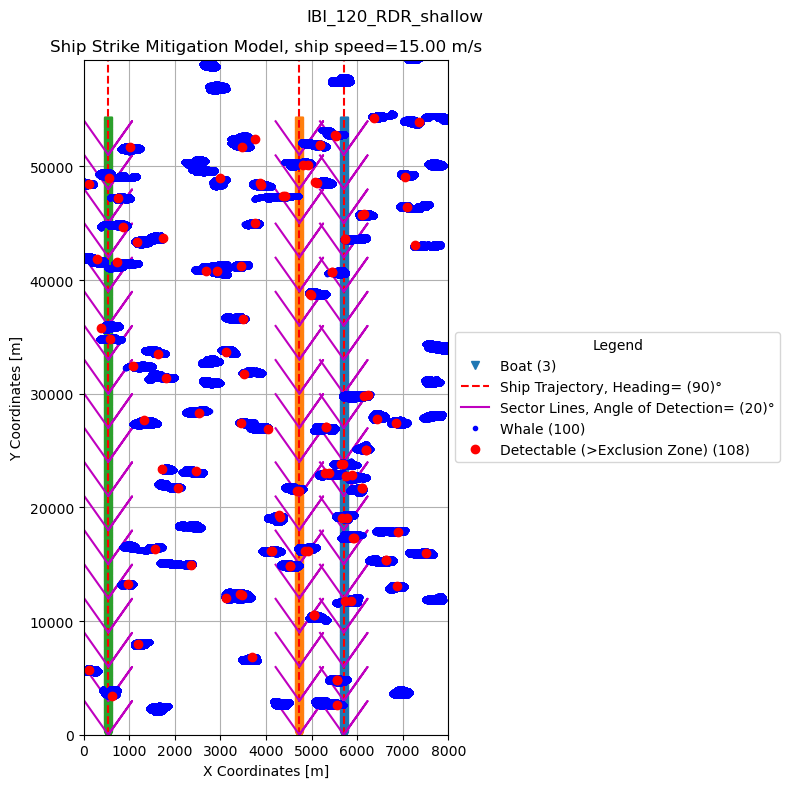 IBI_120_RDR_shallow
Ship Strike Mitigation Model, ship speed=15.00 m/s
50000
40000
30000
20000
10000
0
Y Coordinates [m]
0 1000 2000 3000 4000 5000 6000 7000 8000
X Coordinates [m]
Legend
Boat (3)
Ship Trajectory, Heading= (90)°
Sector Lines, Angle of Detection= (20)°
Whale (100)
Detectable (>Exclusion Zone) (108)